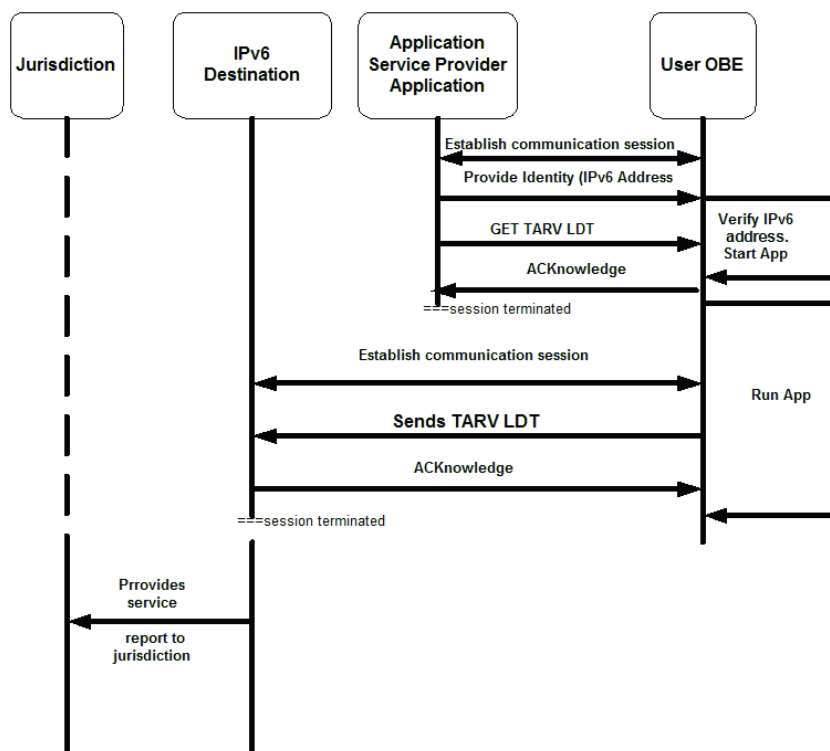 Jurisdiction
IPv6
Destination
Application
Service Provider
Application
User OBE
Establish communication session
Provide Identity (IPv6 Address
GET TARV LDT
Verify IPv6
address.
Start App
ACKnowledge
===session terminated
Establish communication session
Run App
Sends TARV LDT
ACKnowledge
===session terminated
Prrovides
service
report to
jurisdiction